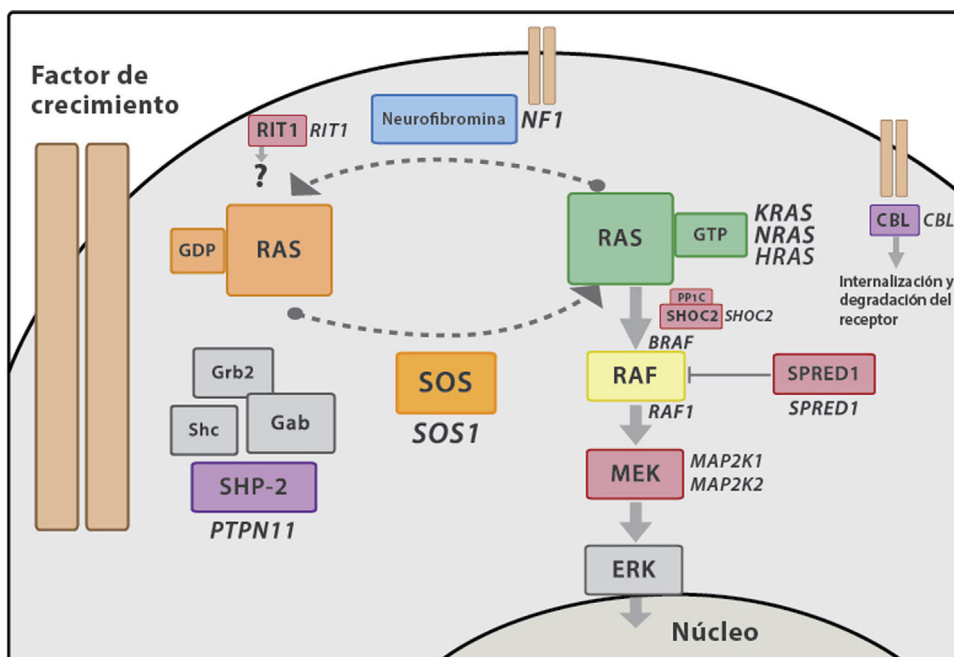 Factor de
crecimiento
RIT1 RIT1
?
Neurofibromina NF1
GDP RAS
RAS GTP
KRAS
NRAS
HRAS
CBL CBL
Internalización y
degradación del
receptor
PP1C
SHOC2 SHOC2
BRAF
RAF
RAF1
SPRED1
SPRED1
SOS
SOS1
Grb2
Shc
Gab
SHP-2
PTPN11
MEK
MAP2K1
MAP2K2
ERK
Núcleo